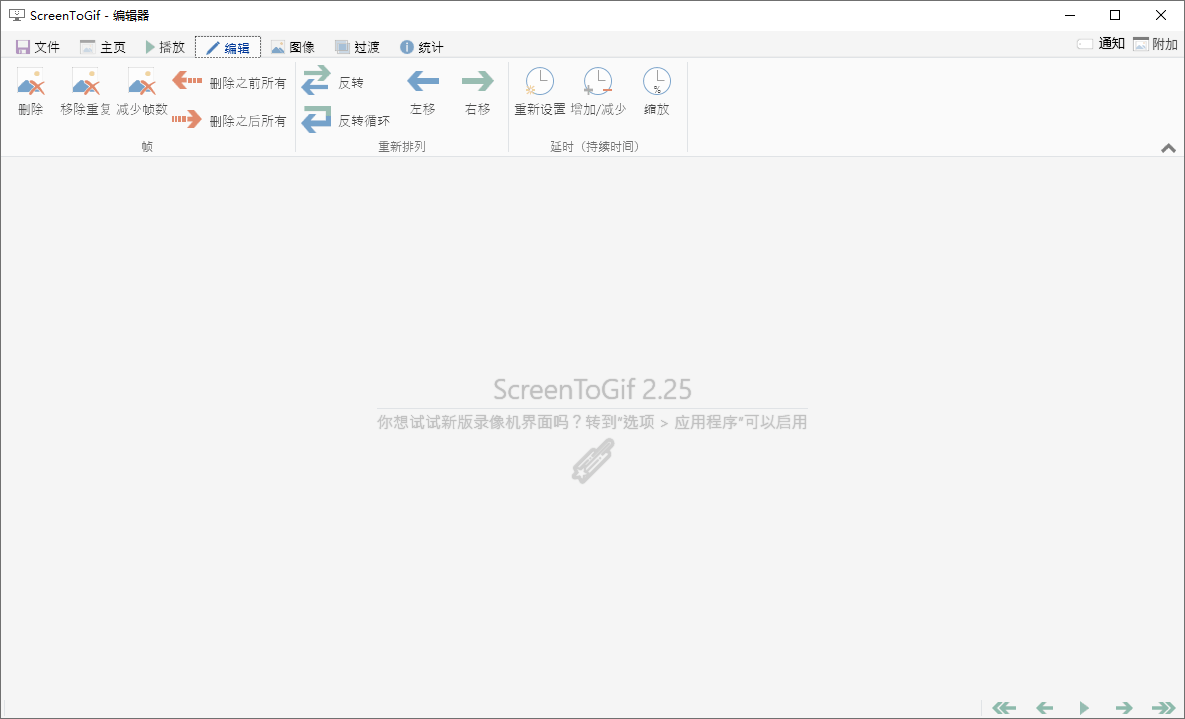 ScreenToGif - 编辑器
文件 主页 播放 编辑 图像 过渡 统计 通知 附加
删除 移除重复 减少帧数 删除之前所有 反转 左移 右移 重新设置 增加/减少 缩放
删除之后所有 反转循环
帧 重新排列 延时（持续时间）
%
ScreenToGif 2.25
你想试试新版录像机界面吗？转到“选项 > 应用程序”可以启用